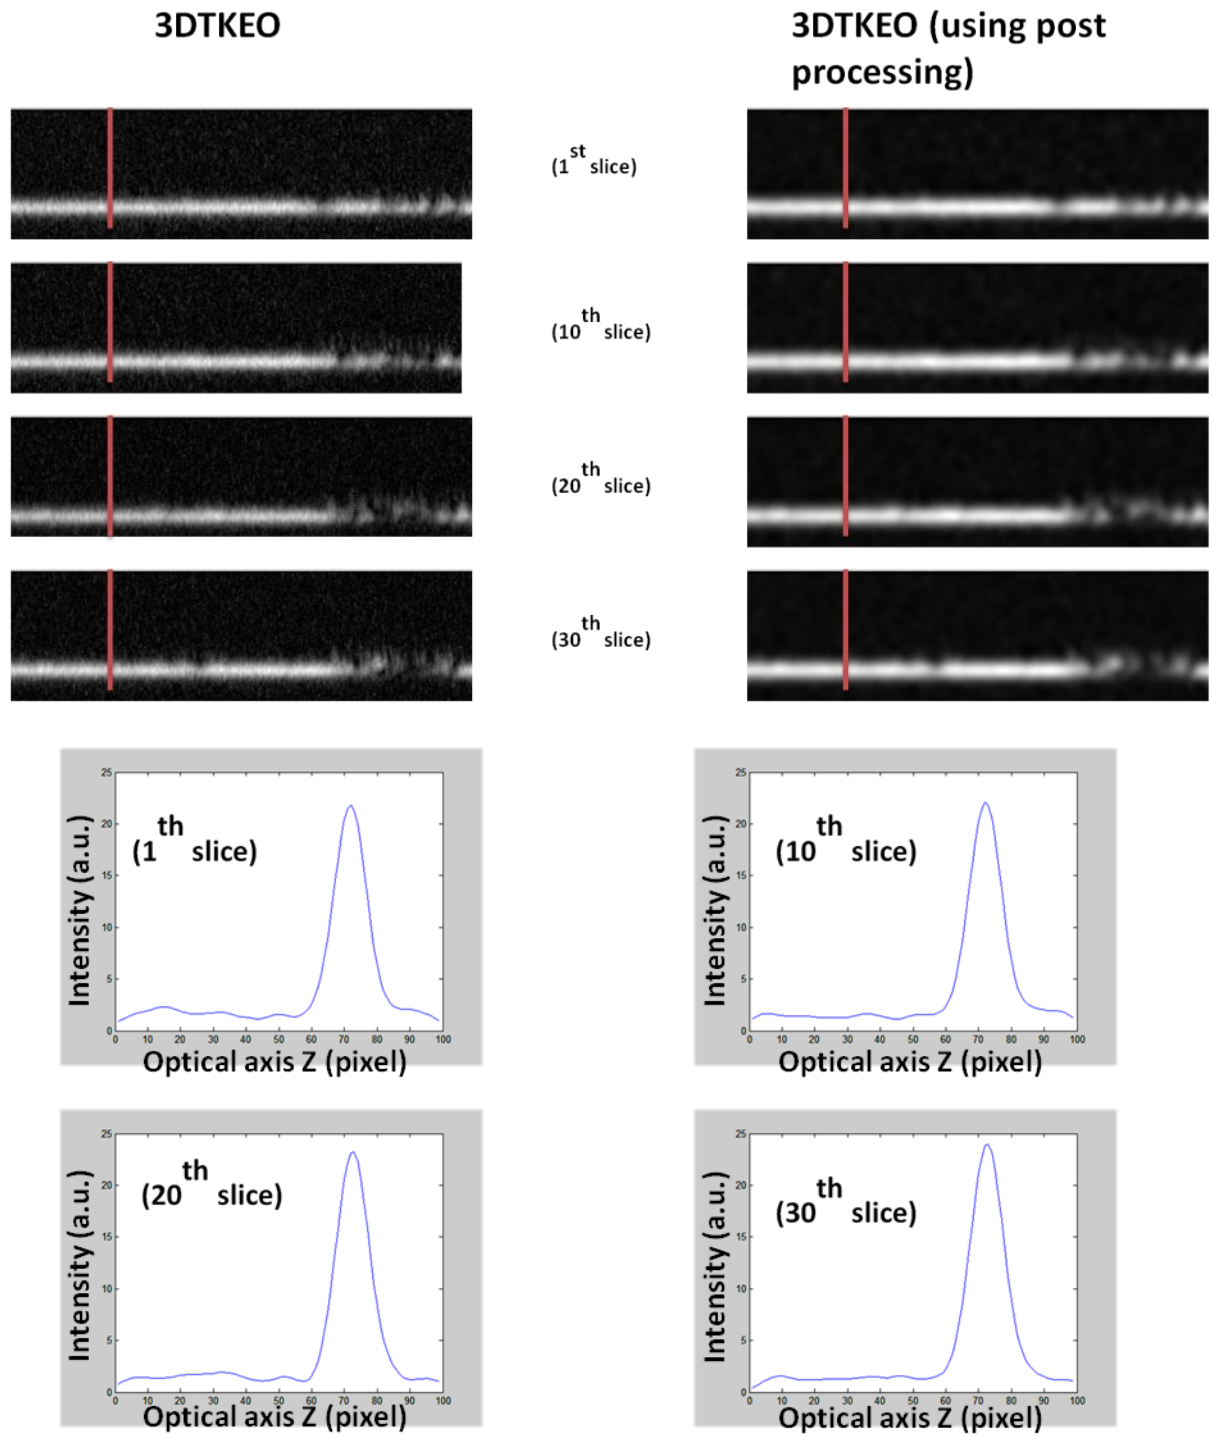 3DTKEO
3DTKEO (using post
processing)
(1st slice)
(10th slice)
(20th slice)
(30th slice)
25
20
15
10
5
0
0 10 20 30 40 50 60 70 80 90 100
Intensity (a.u.)
(1th slice)
Optical axis Z (pixel)
25
20
15
10
5
0
0 10 20 30 40 50 60 70 80 90 100
Intensity (a.u.)
(10th slice)
Optical axis Z (pixel)
25
20
15
10
5
0
0 10 20 30 40 50 60 70 80 90 100
Intensity (a.u.)
(20th slice)
Optical axis Z (pixel)
25
20
15
10
5
0
0 10 20 30 40 50 60 70 80 90 100
Intensity (a.u.)
(30th slice)
Optical axis Z (pixel)